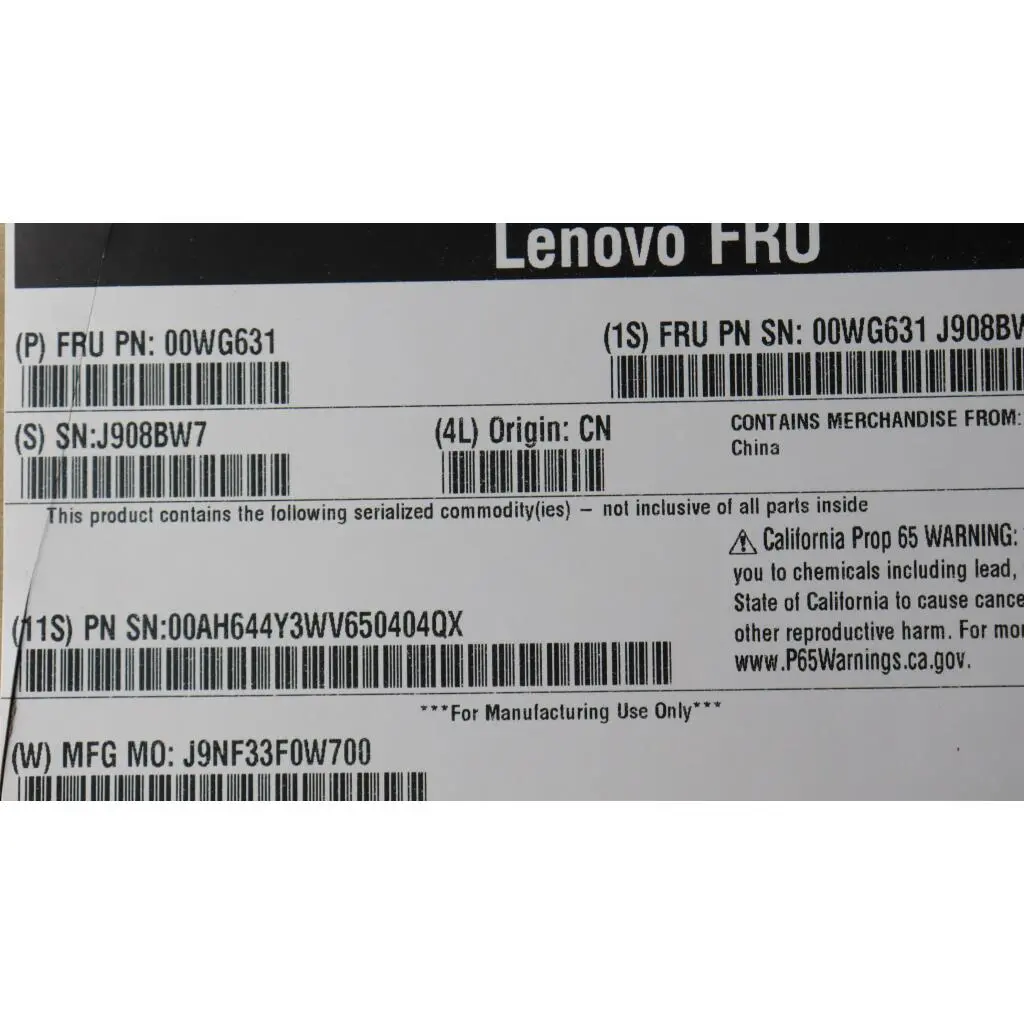 Lenovo FRU
(P) FRU PN: 00WG631
(1S) FRU PN SN: 00WG631 J908BW
(S) SN:J908BW7
(4L) Origin: CN
CONTAINS MERCHANDISE FROM:
China
This product contains the following serialized commodity(ies) – not inclusive of all parts inside
⚠ California Prop 65 WARNING:
you to chemicals including lead,
State of California to cause cance
other reproductive harm. For mor
www.P65Warnings.ca.gov.
(11S) PN SN:00AH644Y3WV650404QX
***For Manufacturing Use Only***
(W) MFG MO: J9NF33F0W700